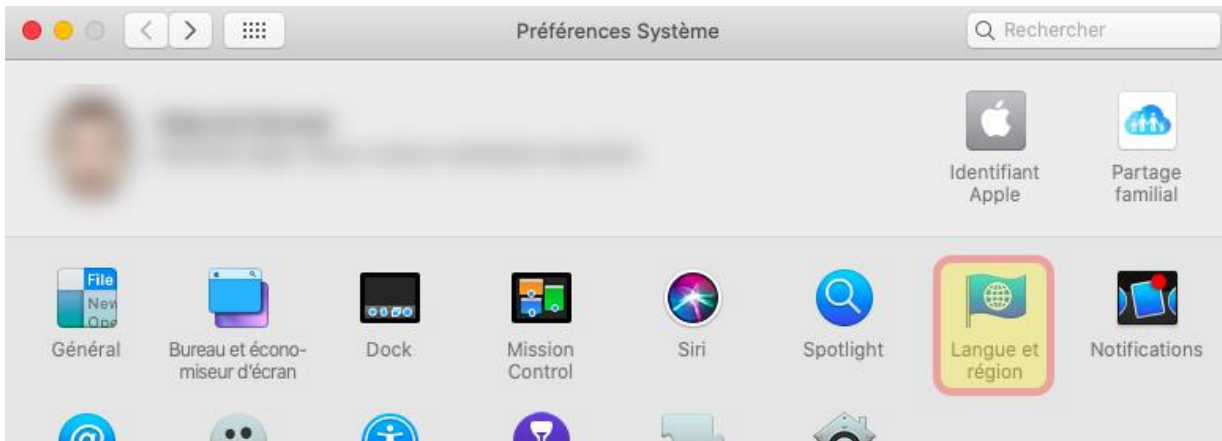 Préférences Système
Rechercher
Identifiant
Apple
Partage
familial
File
New
Ope
Général
Bureau et écono-
miseur d'écran
Dock
Mission
Control
Siri
Spotlight
Langue et
région
Notifications